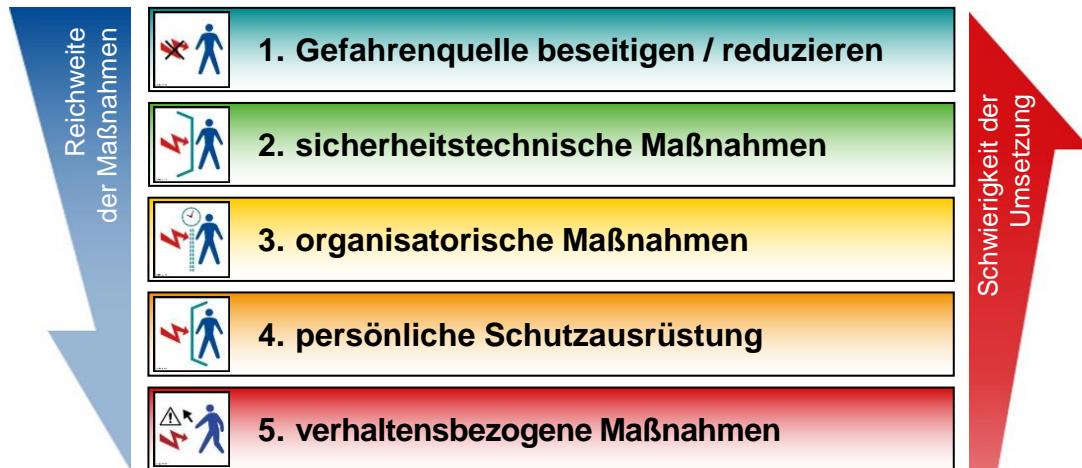 Reichweite
der Maßnahmen
1. Gefahrenquelle beseitigen / reduzieren
2. sicherheitstechnische Maßnahmen
3. organisatorische Maßnahmen
4. persönliche Schutzausrüstung
5. verhaltensbezogene Maßnahmen
Schwierigkeit der
Umsetzung